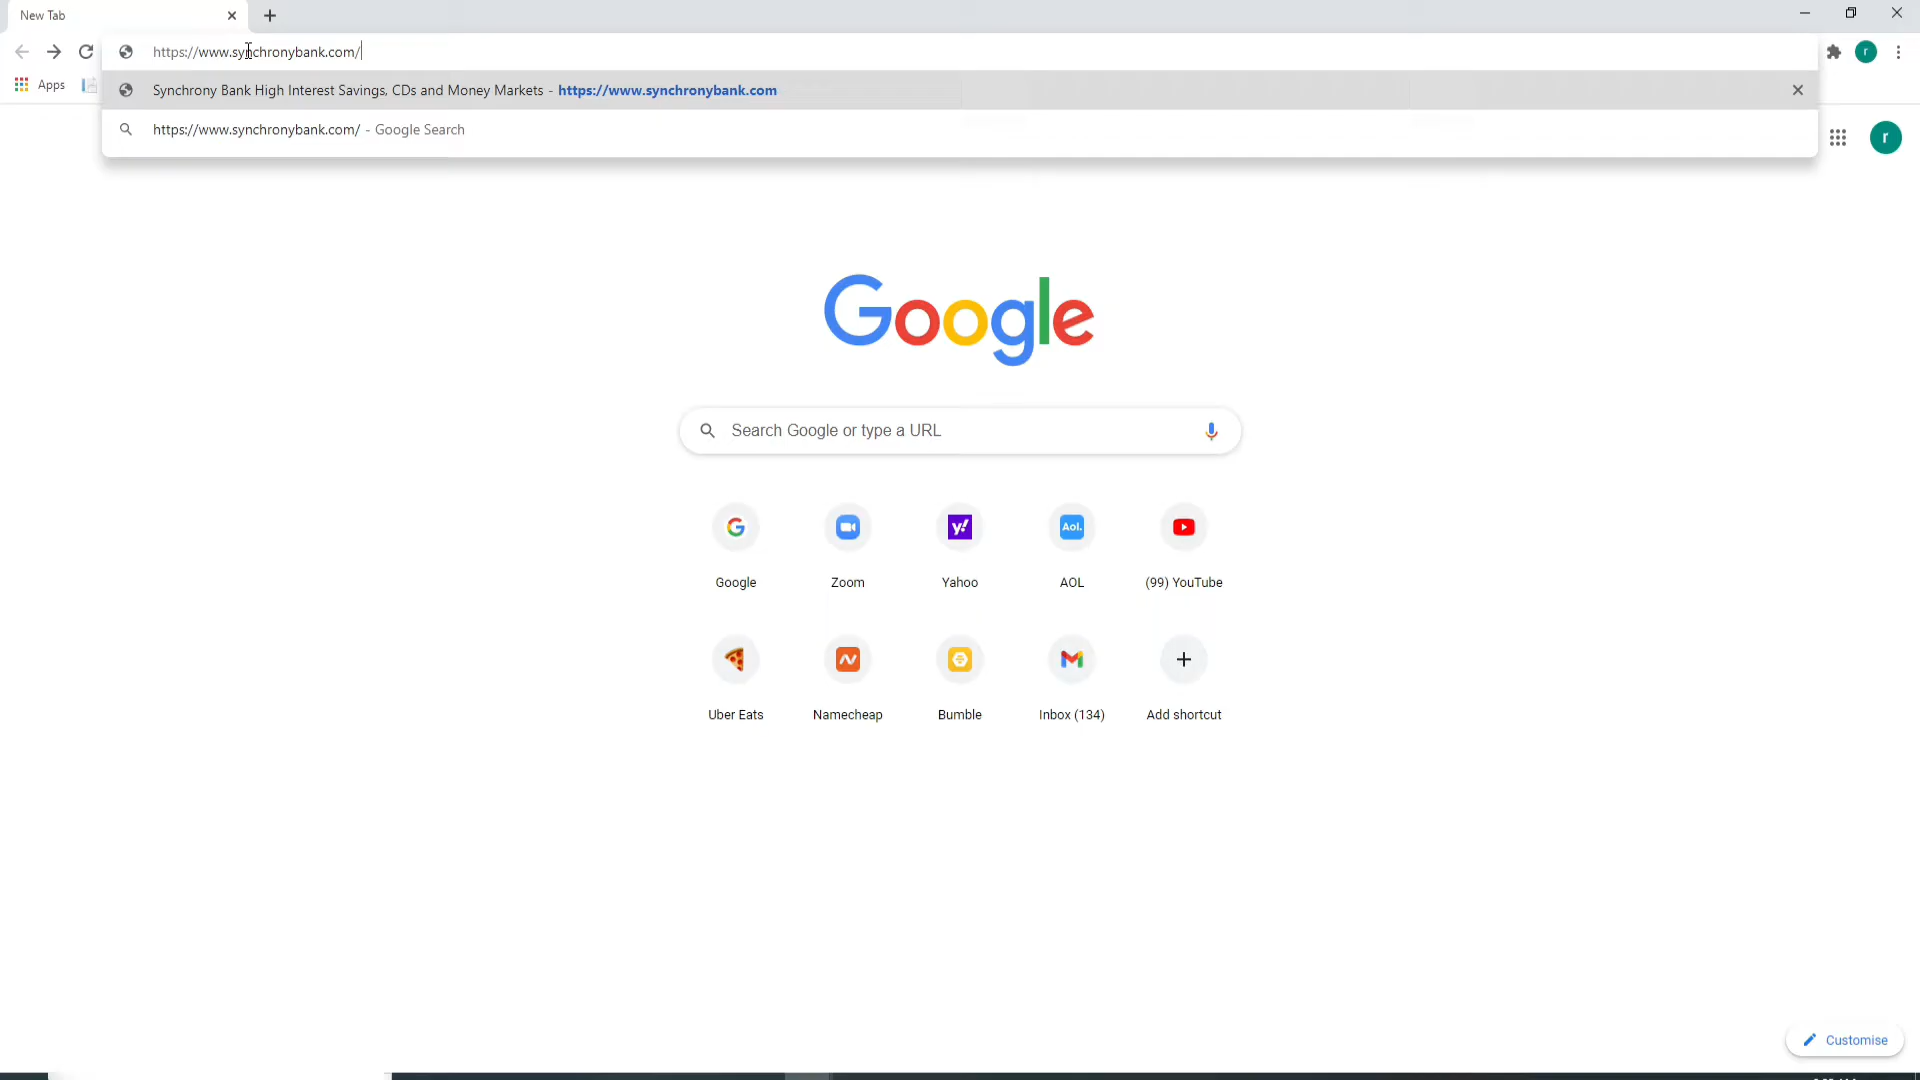 New Tab
https://www.synchronybank.com/
Synchrony Bank High Interest Savings, CDs and Money Markets - https://www.synchronybank.com
https://www.synchronybank.com/ - Google Search
Apps
r
r
Google
Search Google or type a URL
Aol.
Google
Zoom
Yahoo
AOL
(99) YouTube
Uber Eats
Namecheap
Bumble
Inbox (134)
Add shortcut
Customise